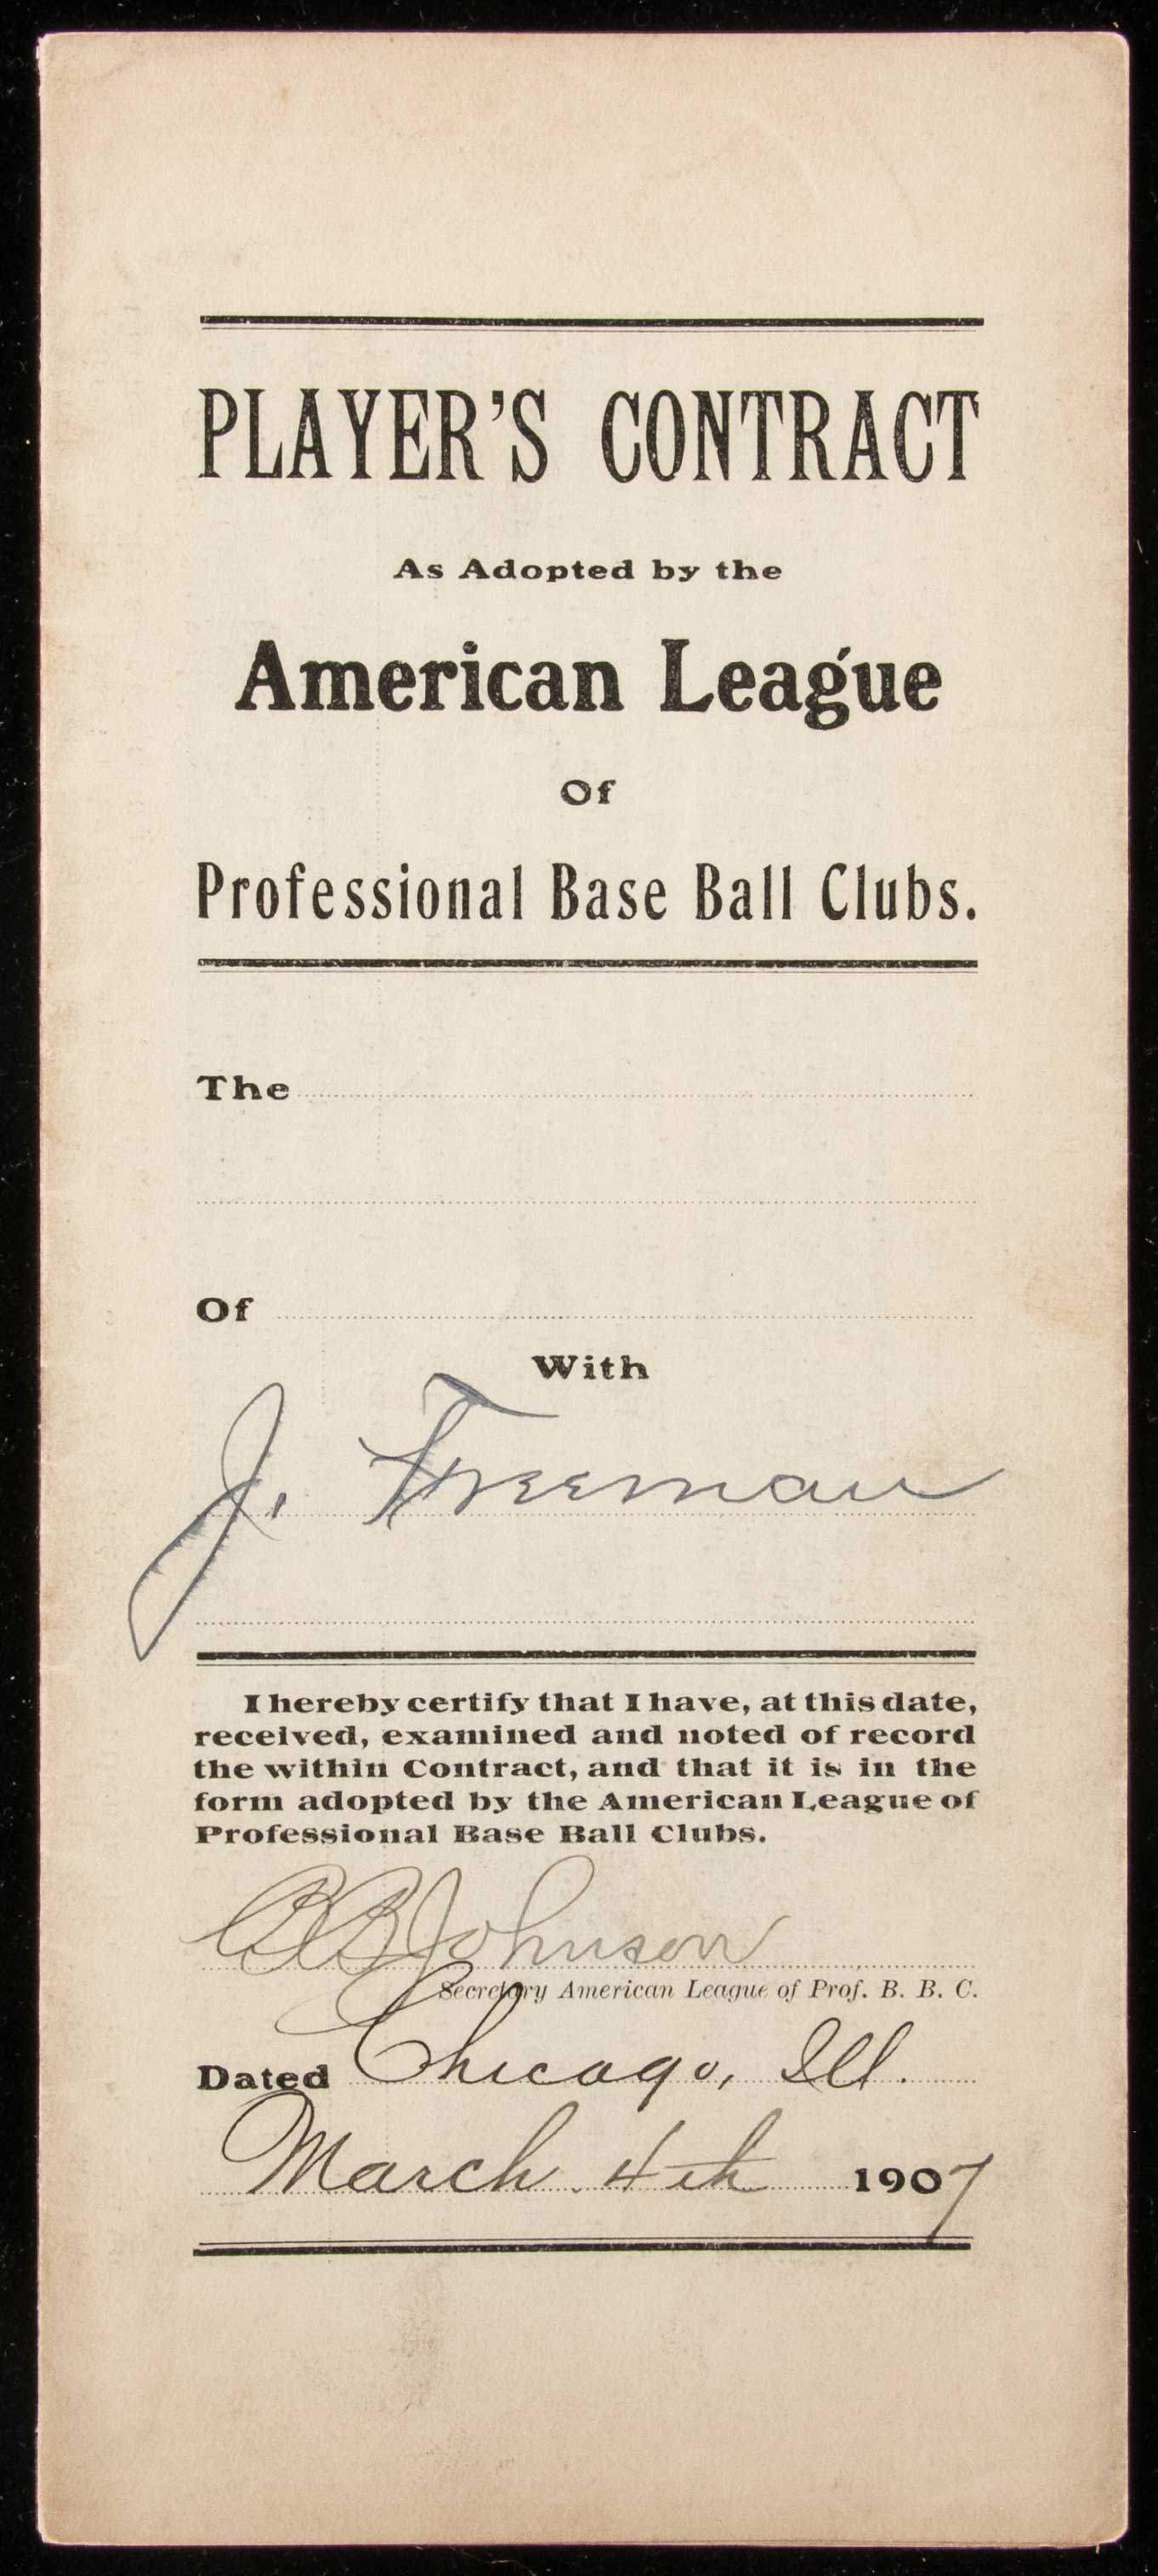 PLAYER'S CONTRACT
As Adopted by the
American League
Of
Professional Base Ball Clubs.
The
Of
With
J. Freeman
I hereby certify that I have, at this date,
received, examined and noted of record
the within Contract, and that it is in the
form adopted by the American League of
Professional Base Ball Clubs.
B B Johnson
Secretary American League of Prof. B. B. C.
Dated Chicago, Ill.
March. 4th 1907